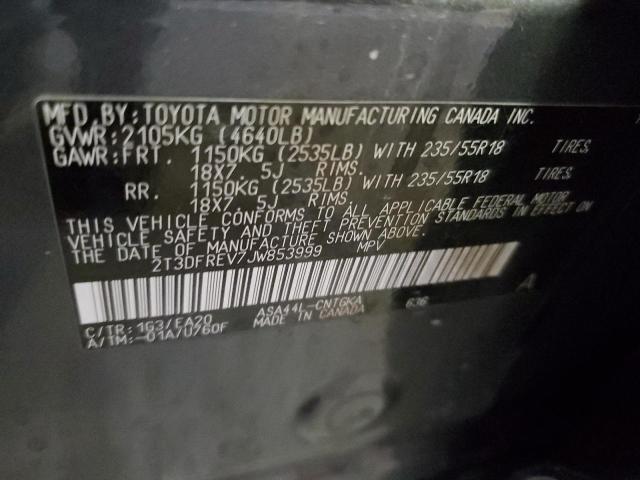 MFD. BY: TOYOTA MOTOR MANUFACTURING CANADA INC.
GVWR: 2105KG (4640LB)
GAWR: FRT. 1150KG (2535LB) WITH 235/55R18 TIRES,
18X7. 5J RIMS.
RR. 1150KG (2535LB) WITH 235/55R18 TIRES,
18X7. 5J RIMS.
THIS VEHICLE CONFORMS TO ALL APPLICABLE FEDERAL MOTOR
VEHICLE SAFETY AND THEFT PREVENTION STANDARDS IN EFFECT ON
THE DATE OF MANUFACTURE SHOWN ABOVE.
2T3DFREV7JW853999 MPV
A
C/TR: 1G3/EA20 ASA44L-CNTGKA 636
A/TM: -01A/U760F MADE IN CANADA